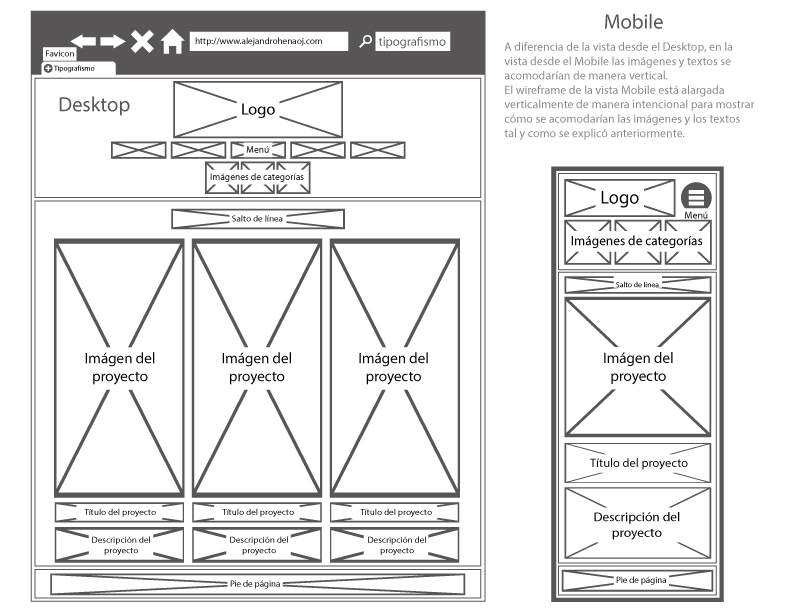 http://www.alejandrohenaoj.com
tipografismo
Favicon
Tipografismo
Desktop
Logo
Menú
Imágenes de categorías
Salto de línea
Imágen del
proyecto
Imágen del
proyecto
Imágen del
proyecto
Título del proyecto
Título del proyecto
Título del proyecto
Descripción del
proyecto
Descripción del
proyecto
Descripción del
proyecto
Pie de página
Mobile
A diferencia de la vista desde el Desktop, en la
vista desde el Mobile las imágenes y textos se
acomodarían de manera vertical.
El wireframe de la vista Mobile está alargada
verticalmente de manera intencional para mostrar
cómo se acomodarían las imágenes y los textos
tal y como se explicó anteriormente.
Logo
Menú
Imágenes de categorías
Salto de línea
Imágen del
proyecto
Título del proyecto
Descripción del
proyecto
Pie de página